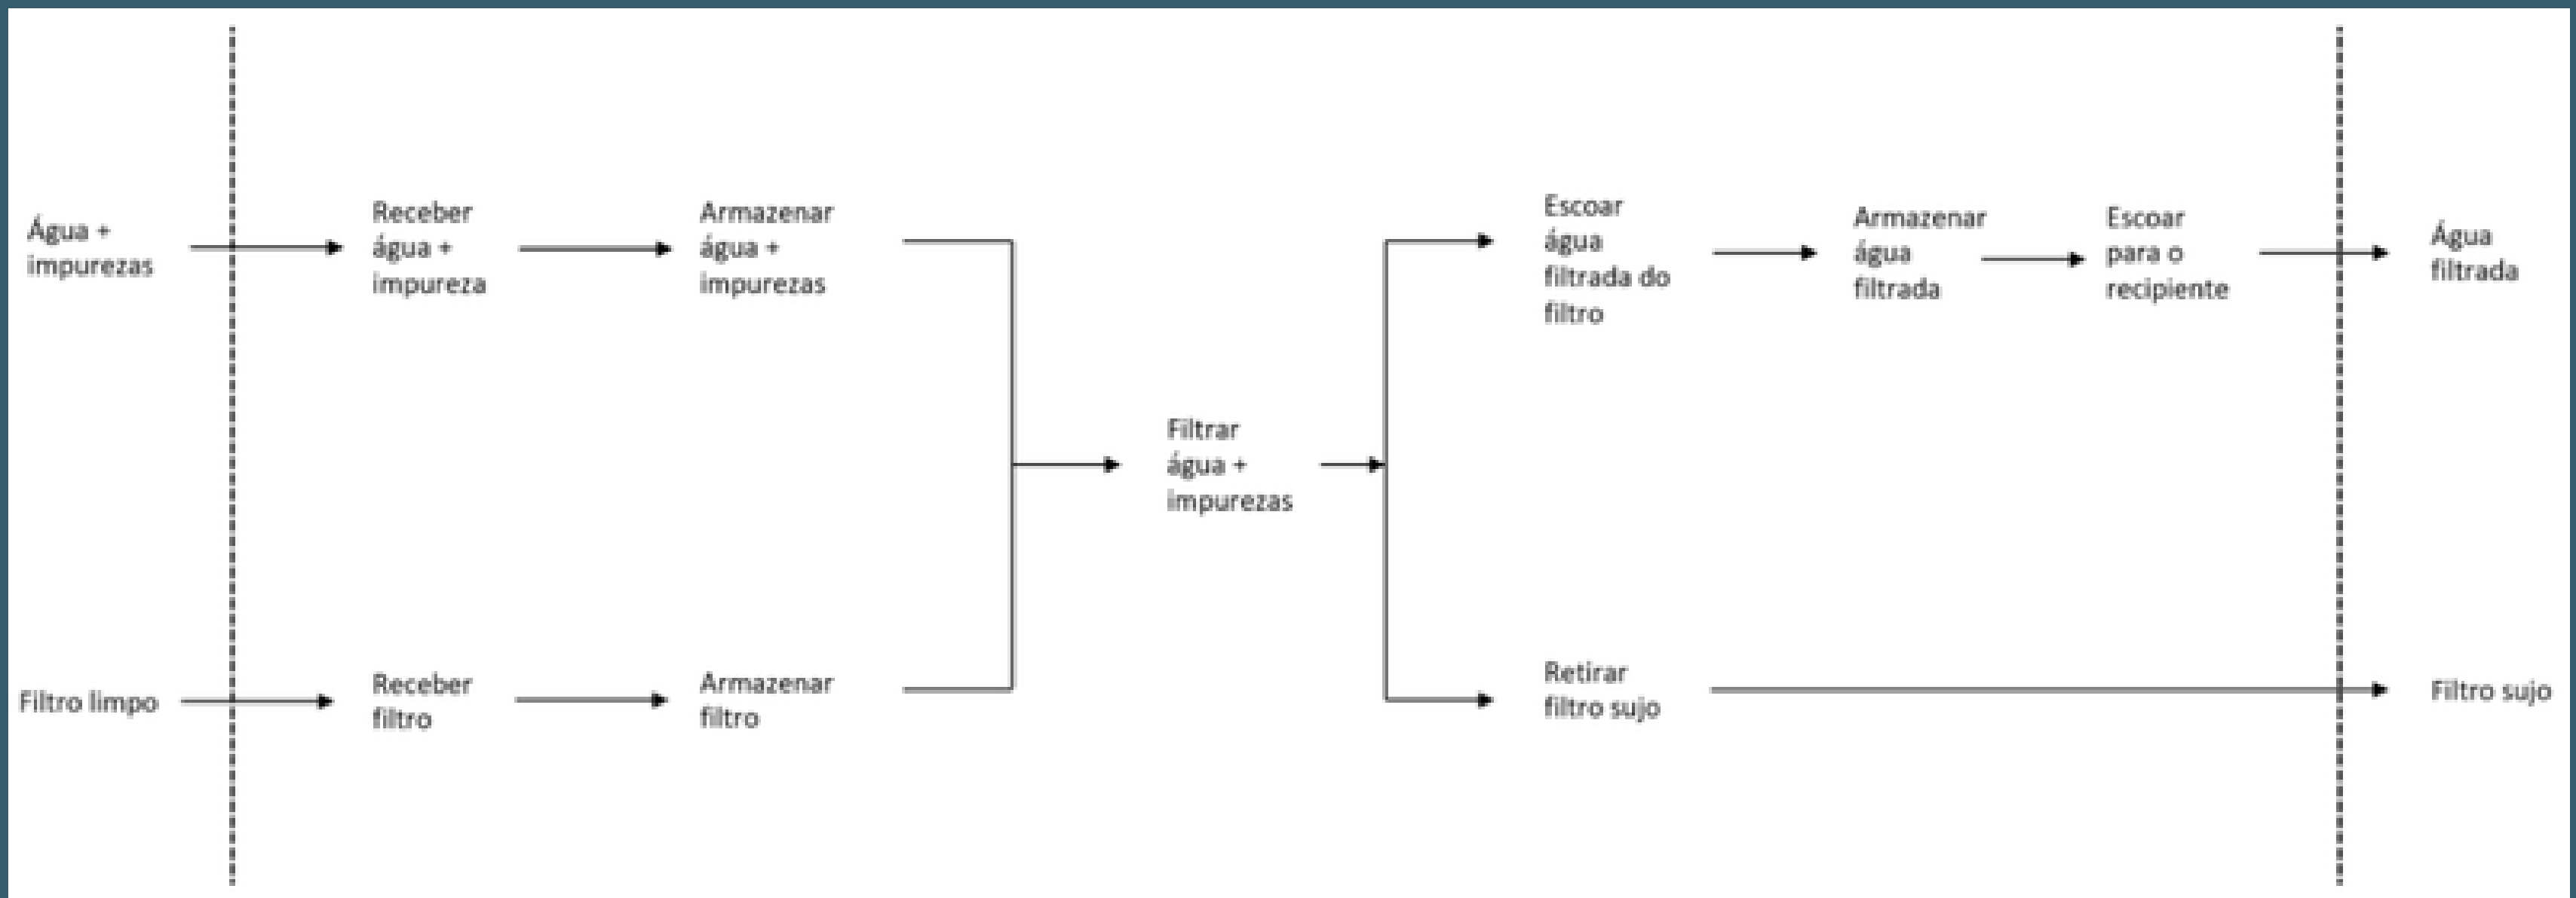 Água +
impurezas
Receber
água +
impureza
Armazenar
água +
impurezas
Escoar
água
filtrada do
filtro
Armazenar
água
filtrada
Escoar
para o
recipiente
Água
filtrada
Filtrar
água +
impurezas
Filtro limpo
Receber
filtro
Armazenar
filtro
Retirar
filtro sujo
Filtro sujo